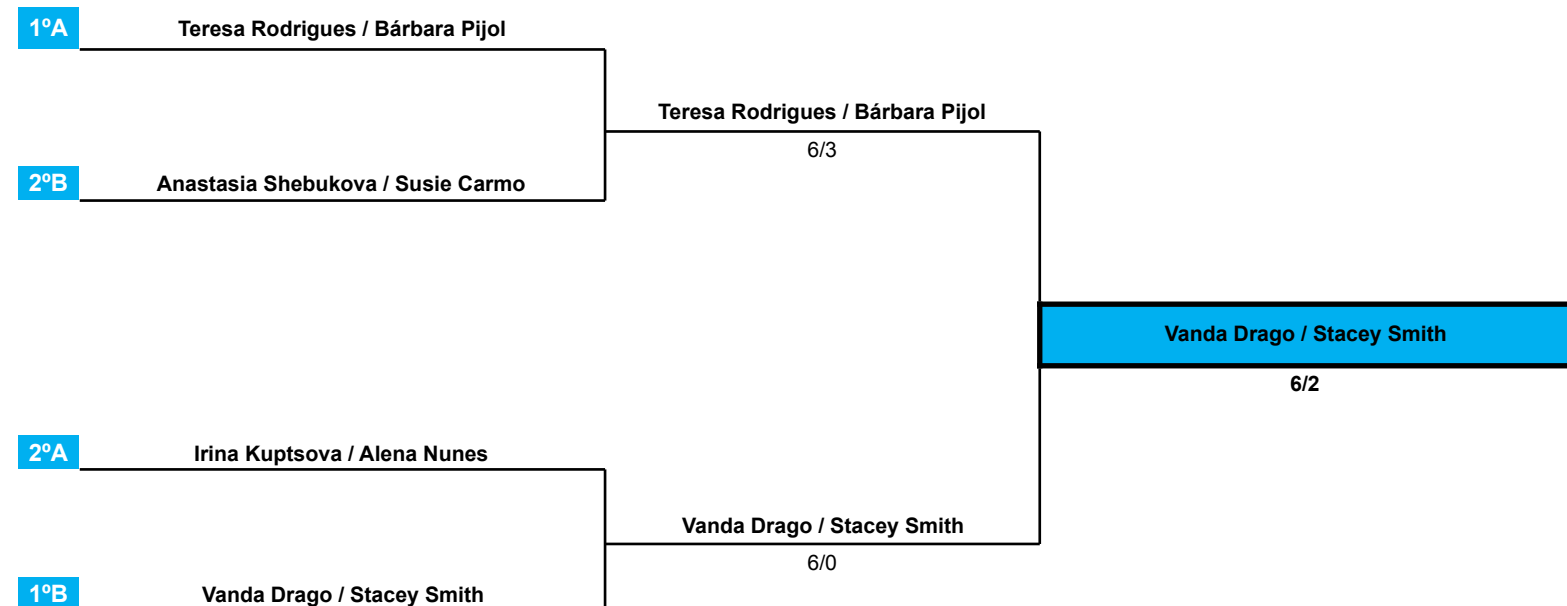 1ºA Teresa Rodrigues / Bárbara Pijol
Teresa Rodrigues / Bárbara Pijol
6/3
2ºB Anastasia Shebukova / Susie Carmo
Vanda Drago / Stacey Smith
6/2
2ºA Irina Kuptsova / Alena Nunes
Vanda Drago / Stacey Smith
6/0
1ºB Vanda Drago / Stacey Smith